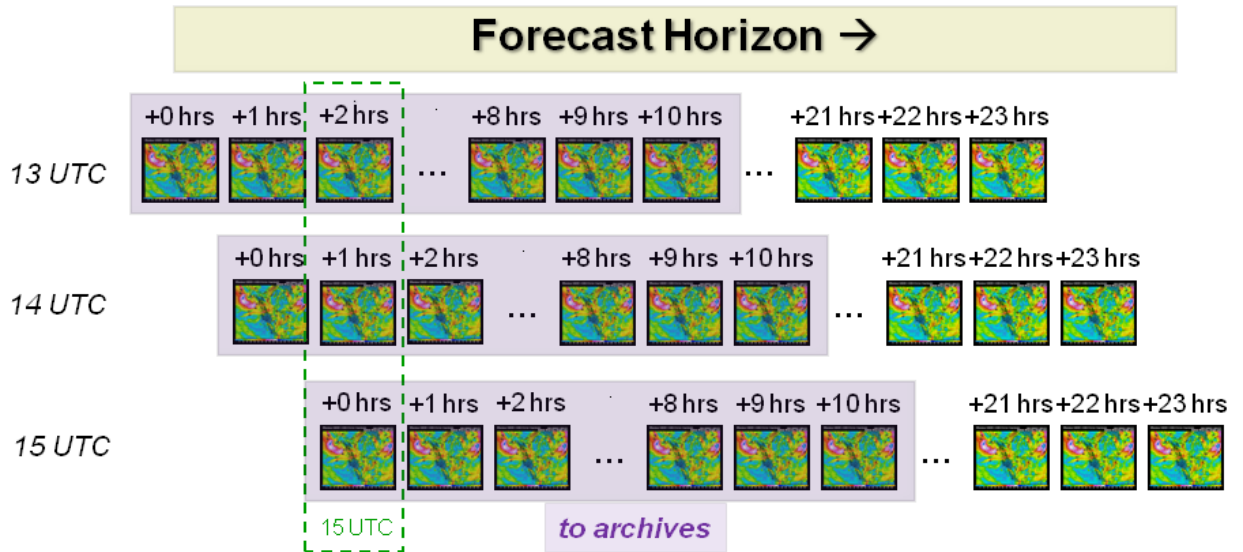 Forecast Horizon →
+0 hrs +1 hrs +2 hrs +8 hrs +9 hrs +10 hrs +21 hrs +22 hrs +23 hrs
13 UTC ... ...
+0 hrs +1 hrs +2 hrs +8 hrs +9 hrs +10 hrs +21 hrs +22 hrs +23 hrs
14 UTC ... ...
+0 hrs +1 hrs +2 hrs +8 hrs +9 hrs +10 hrs +21 hrs +22 hrs +23 hrs
15 UTC ... ...
15 UTC to archives